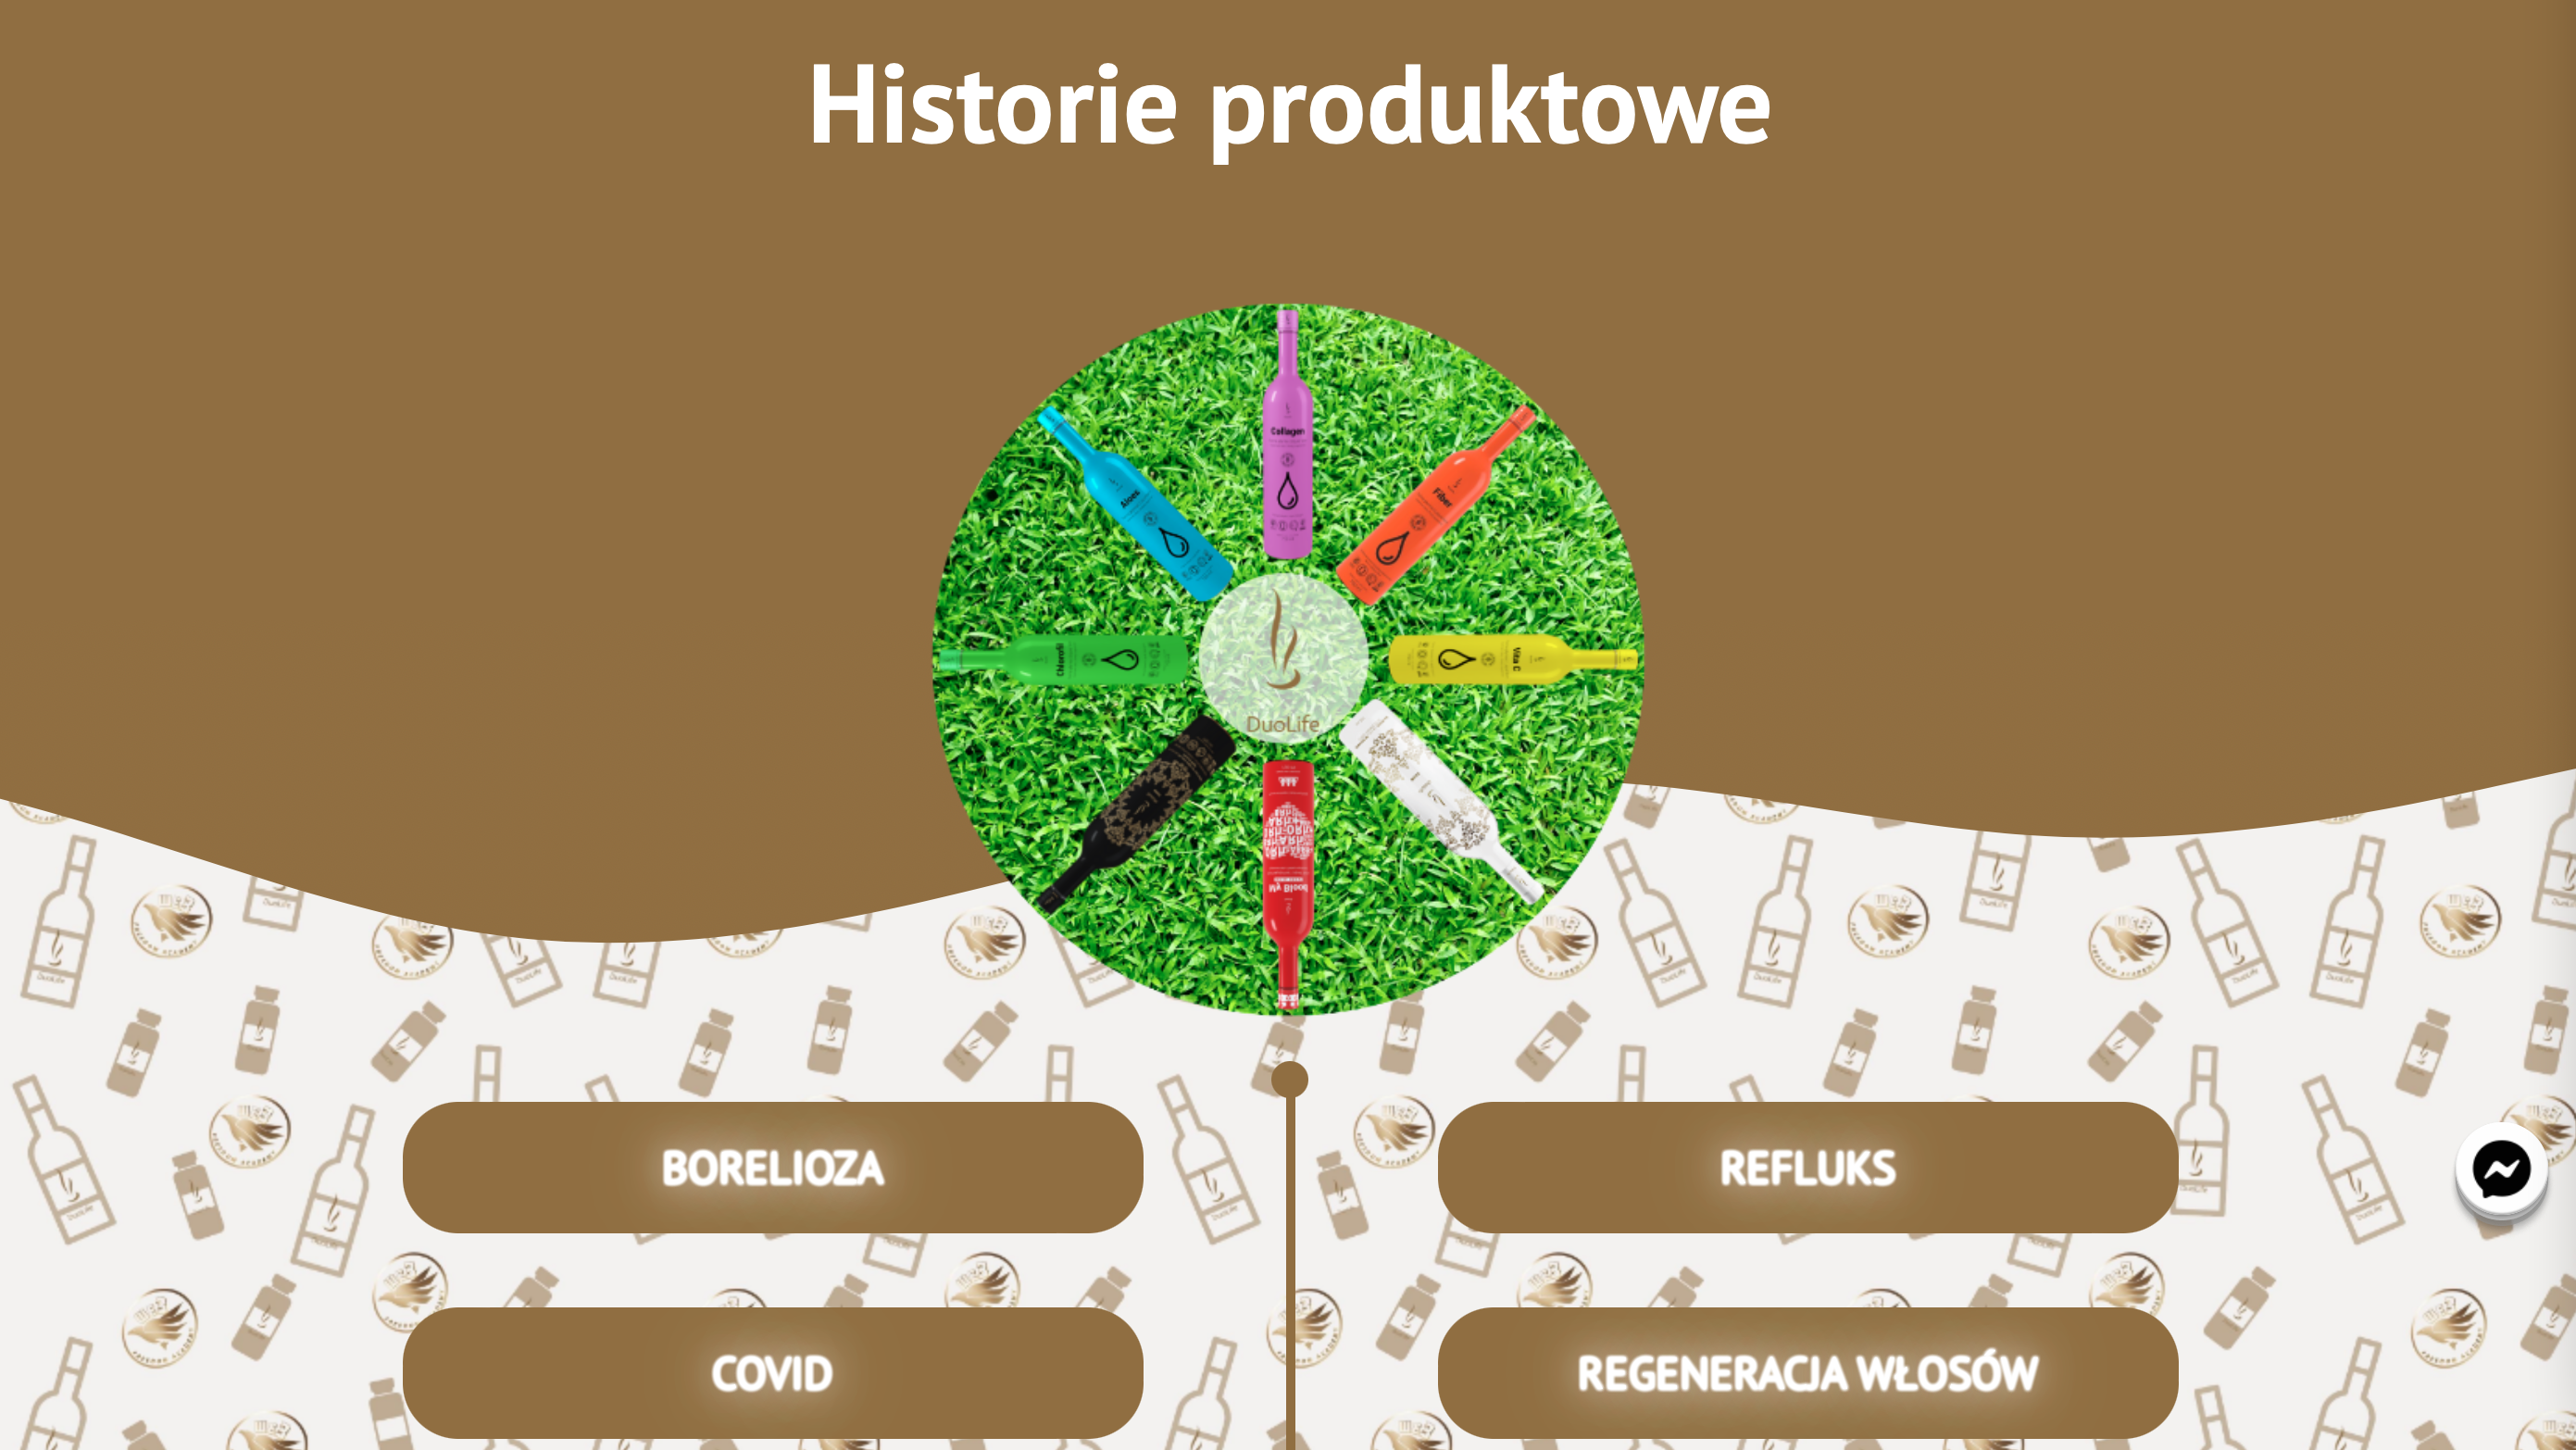 Historie produktowe
Collagen
Aloes
Fiber
Chlorofil
Vita C
DuoLife
My Blood
BORELIOZA
REFLUKS
COVID
REGENERACJA WŁOSÓW